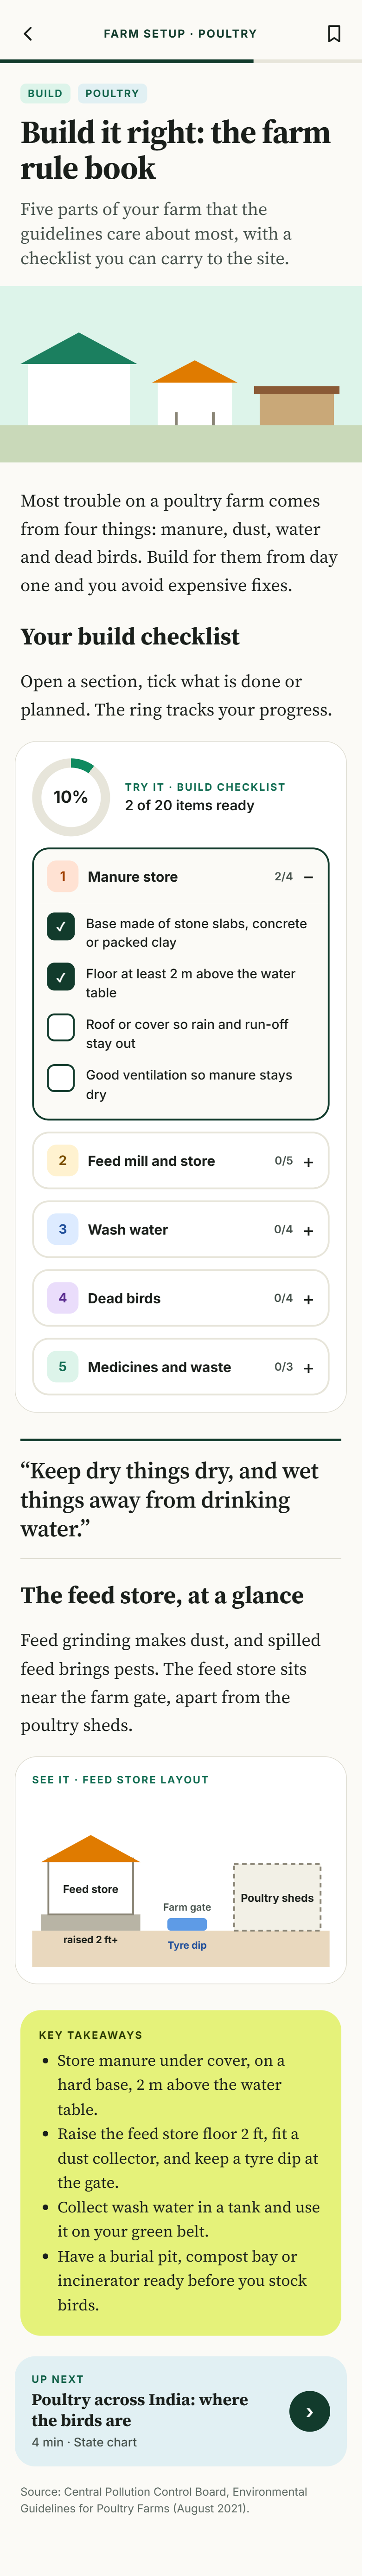 FARM SETUP · POULTRY
BUILD
POULTRY
Build it right: the farm
rule book
Five parts of your farm that the
guidelines care about most, with a
checklist you can carry to the site.
Most trouble on a poultry farm comes
from four things: manure, dust, water
and dead birds. Build for them from day
one and you avoid expensive fixes.
Your build checklist
Open a section, tick what is done or
planned. The ring tracks your progress.
10%
TRY IT · BUILD CHECKLIST
2 of 20 items ready
1 Manure store 2/4 −
✓ Base made of stone slabs, concrete
or packed clay
✓ Floor at least 2 m above the water
table
Roof or cover so rain and run-off
stay out
Good ventilation so manure stays
dry
2 Feed mill and store 0/5 +
3 Wash water 0/4 +
4 Dead birds 0/4 +
5 Medicines and waste 0/3 +
“Keep dry things dry, and wet
things away from drinking
water.”
The feed store, at a glance
Feed grinding makes dust, and spilled
feed brings pests. The feed store sits
near the farm gate, apart from the
poultry sheds.
SEE IT · FEED STORE LAYOUT
Feed store
raised 2 ft+
Farm gate
Tyre dip
Poultry sheds
KEY TAKEAWAYS
• Store manure under cover, on a
hard base, 2 m above the water
table.
• Raise the feed store floor 2 ft, fit a
dust collector, and keep a tyre dip at
the gate.
• Collect wash water in a tank and use
it on your green belt.
• Have a burial pit, compost bay or
incinerator ready before you stock
birds.
UP NEXT
Poultry across India: where
the birds are
4 min · State chart
›
Source: Central Pollution Control Board, Environmental
Guidelines for Poultry Farms (August 2021).